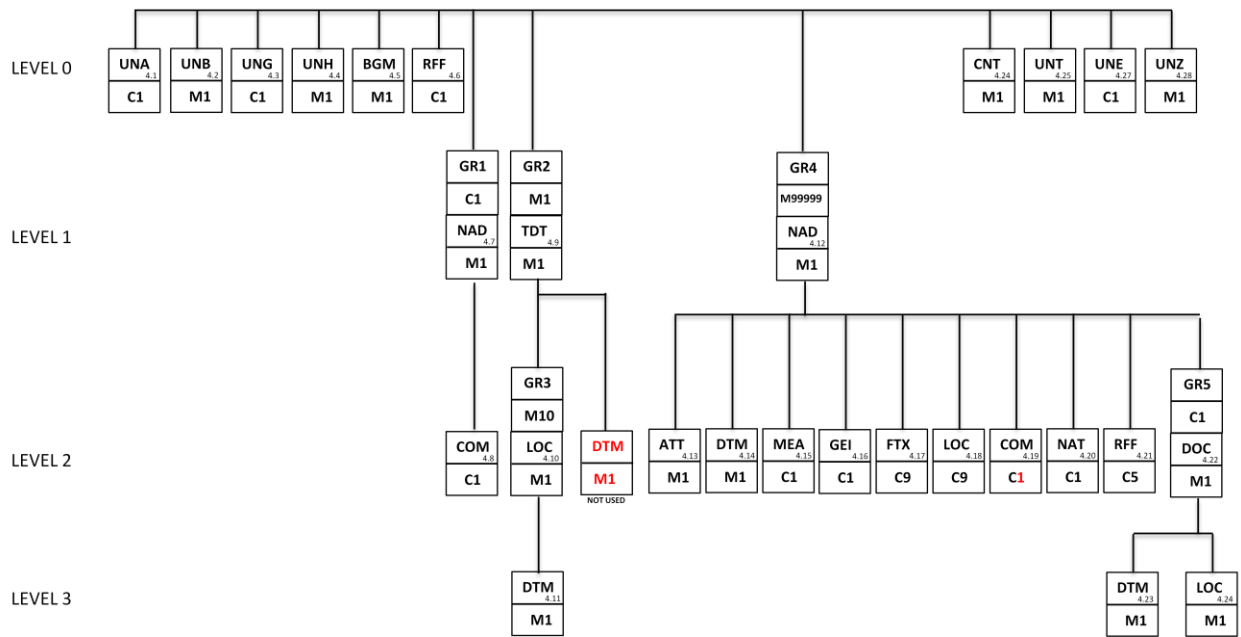 LEVEL 0
UNA 4.1 UNB 4.2 UNG 4.3 UNH 4.4 BGM 4.5 RFF 4.6 CNT 4.24 UNT 4.25 UNE 4.27 UNZ 4.28
C1 M1 C1 M1 M1 C1 M1 M1 C1 M1
LEVEL 1
GR1 GR2 GR4
C1 M1 M99999
NAD 4.7 TDT 4.9 NAD 4.12
M1 M1 M1
LEVEL 2
GR3 GR5
M10 C1
COM 4.8 LOC 4.10 DTM ATT 4.13 DTM 4.14 MEA 4.15 GEI 4.16 FTX 4.17 LOC 4.18 COM 4.19 NAT 4.20 RFF 4.21 DOC 4.22
C1 M1 M1 M1 M1 C1 C1 C9 C9 C1 C1 C5 M1
NOT USED
LEVEL 3
DTM 4.11 DTM 4.23 LOC 4.24
M1 M1 M1